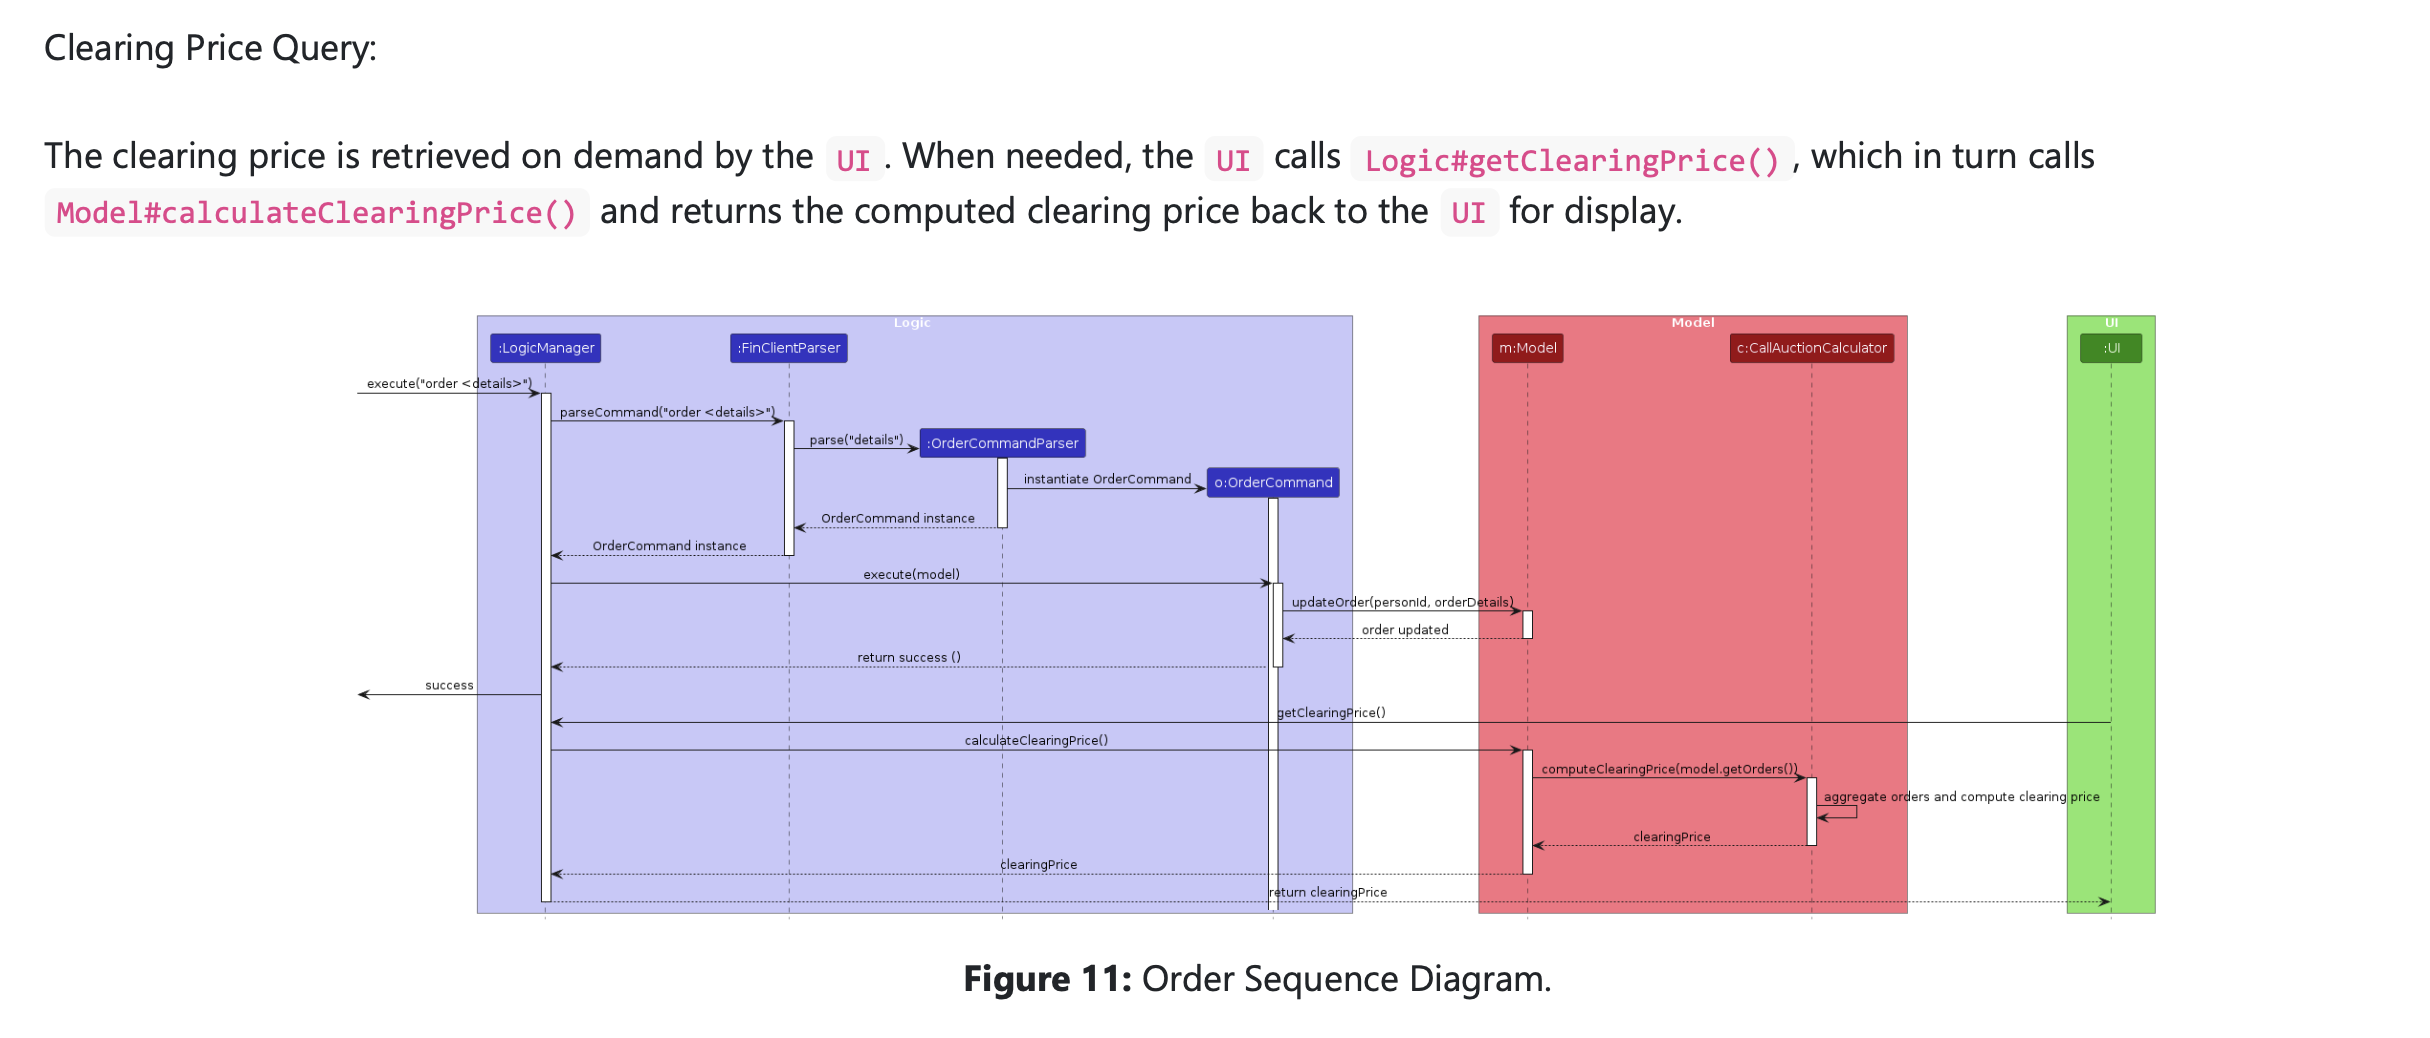 Clearing Price Query:
The clearing price is retrieved on demand by the UI. When needed, the UI calls Logic#getClearingPrice(), which in turn calls
Model#calculateClearingPrice() and returns the computed clearing price back to the UI for display.
Logic
Model
UI
:LogicManager
:FinClientParser
m:Model
c:CallAuctionCalculator
:UI
execute("order <details>")
parseCommand("order <details>")
parse("details")
:OrderCommandParser
instantiate OrderCommand
o:OrderCommand
OrderCommand instance
OrderCommand instance
execute(model)
updateOrder(personId, orderDetails)
order updated
return success ()
success
getClearingPrice()
calculateClearingPrice()
computeClearingPrice(model.getOrders())
aggregate orders and compute clearing price
clearingPrice
clearingPrice
return clearingPrice
Figure 11: Order Sequence Diagram.